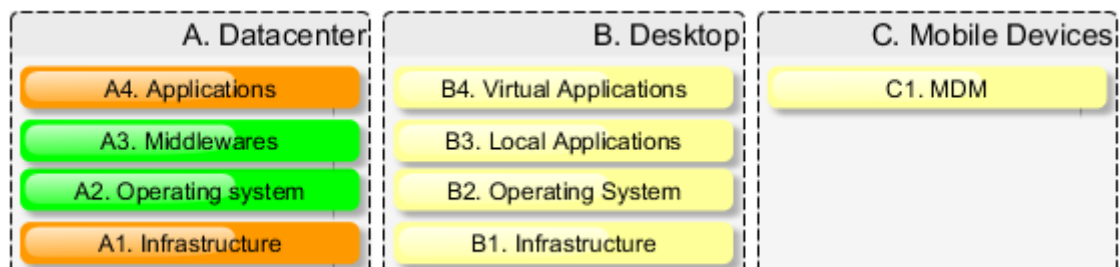 A. Datacenter
A4. Applications
A3. Middlewares
A2. Operating system
A1. Infrastructure
B. Desktop
B4. Virtual Applications
B3. Local Applications
B2. Operating System
B1. Infrastructure
C. Mobile Devices
C1. MDM